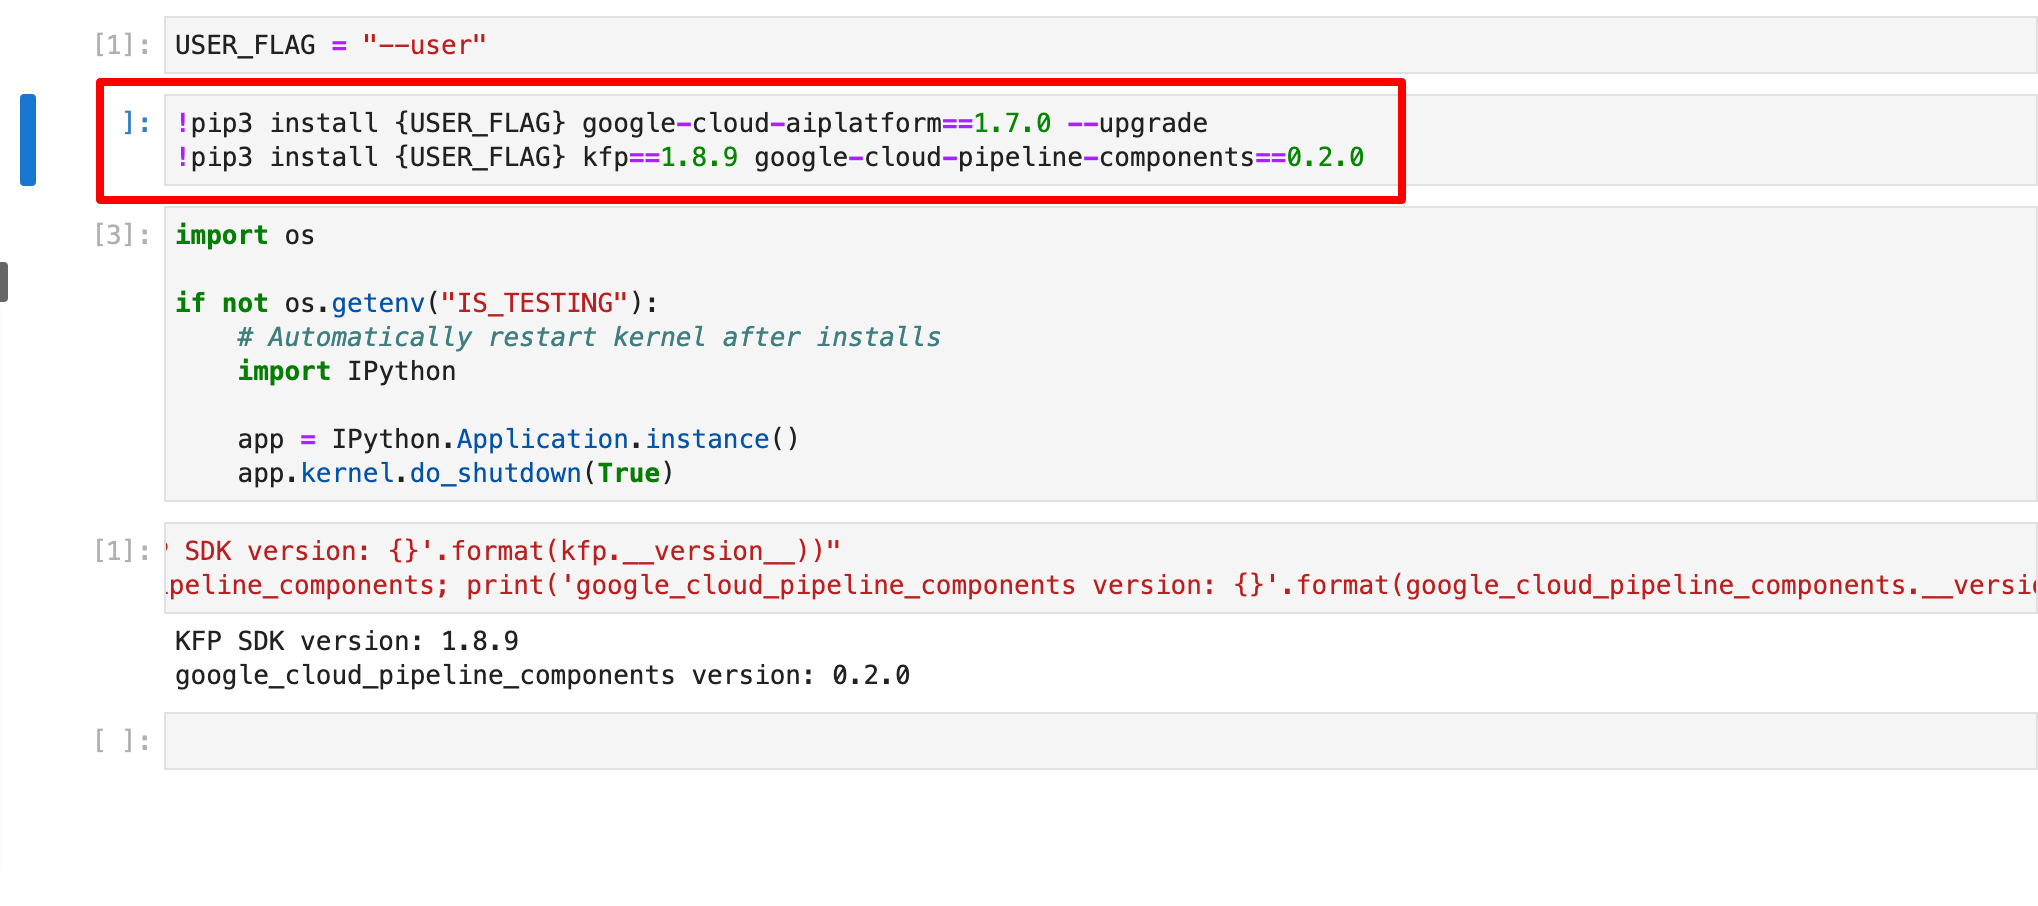 [1]: USER_FLAG = "--user"
]: !pip3 install {USER_FLAG} google-cloud-aiplatform==1.7.0 --upgrade
!pip3 install {USER_FLAG} kfp==1.8.9 google-cloud-pipeline-components==0.2.0
[3]: import os
if not os.getenv("IS_TESTING"):
# Automatically restart kernel after installs
import IPython
app = IPython.Application.instance()
app.kernel.do_shutdown(True)
[1]: SDK version: {}'.format(kfp.__version__))"
peline_components; print('google_cloud_pipeline_components version: {}'.format(google_cloud_pipeline_components.__versi
KFP SDK version: 1.8.9
google_cloud_pipeline_components version: 0.2.0
[ ]: